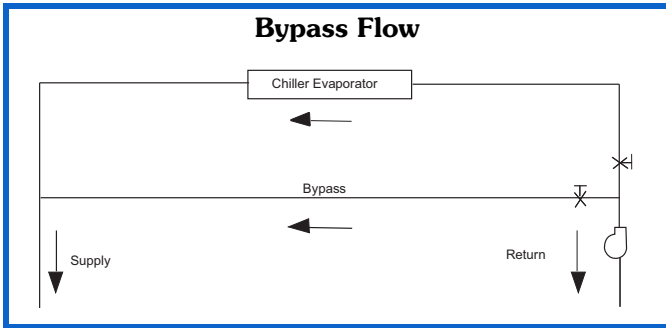 Bypass Flow
Chiller Evaporator
Bypass
Supply
Return